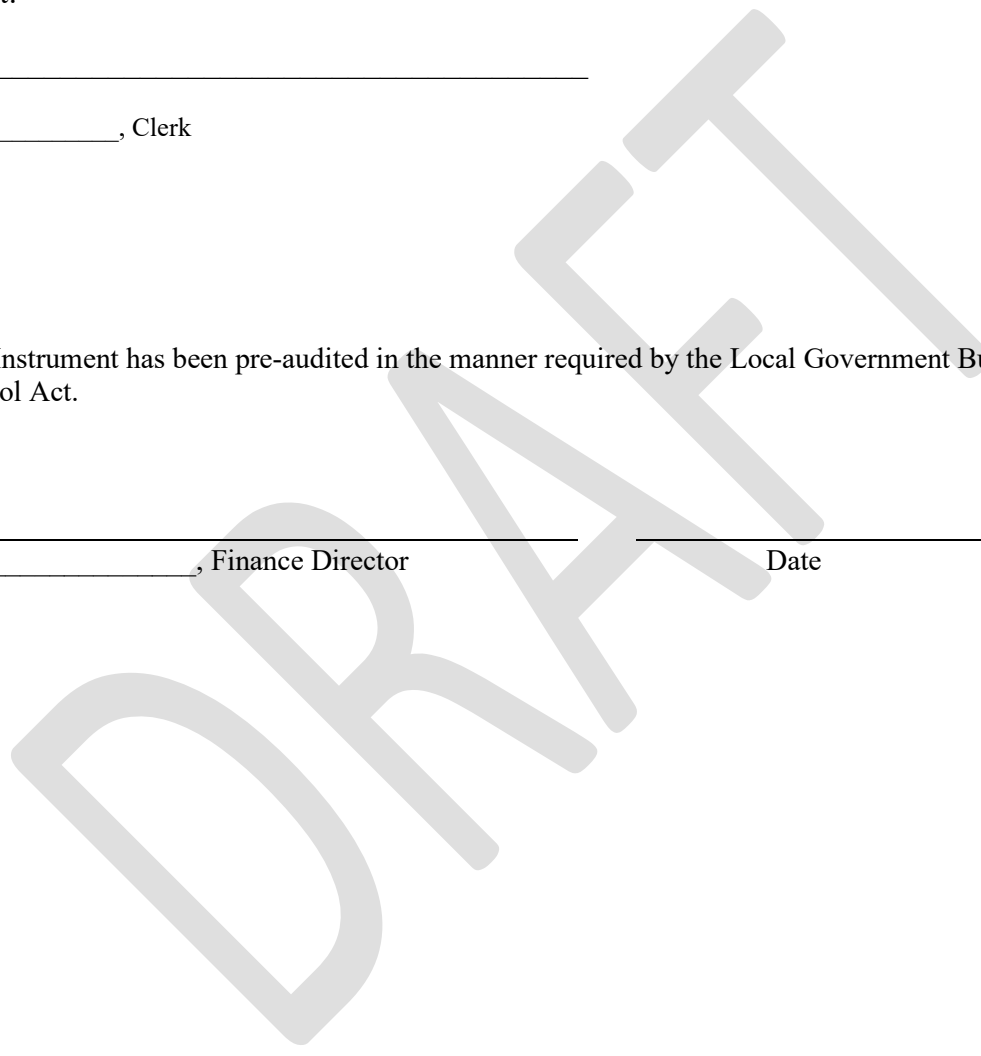 t.
, Clerk
Instrument has been pre-audited in the manner required by the Local Government Bu
ol Act.
, Finance Director Date
DRAFT